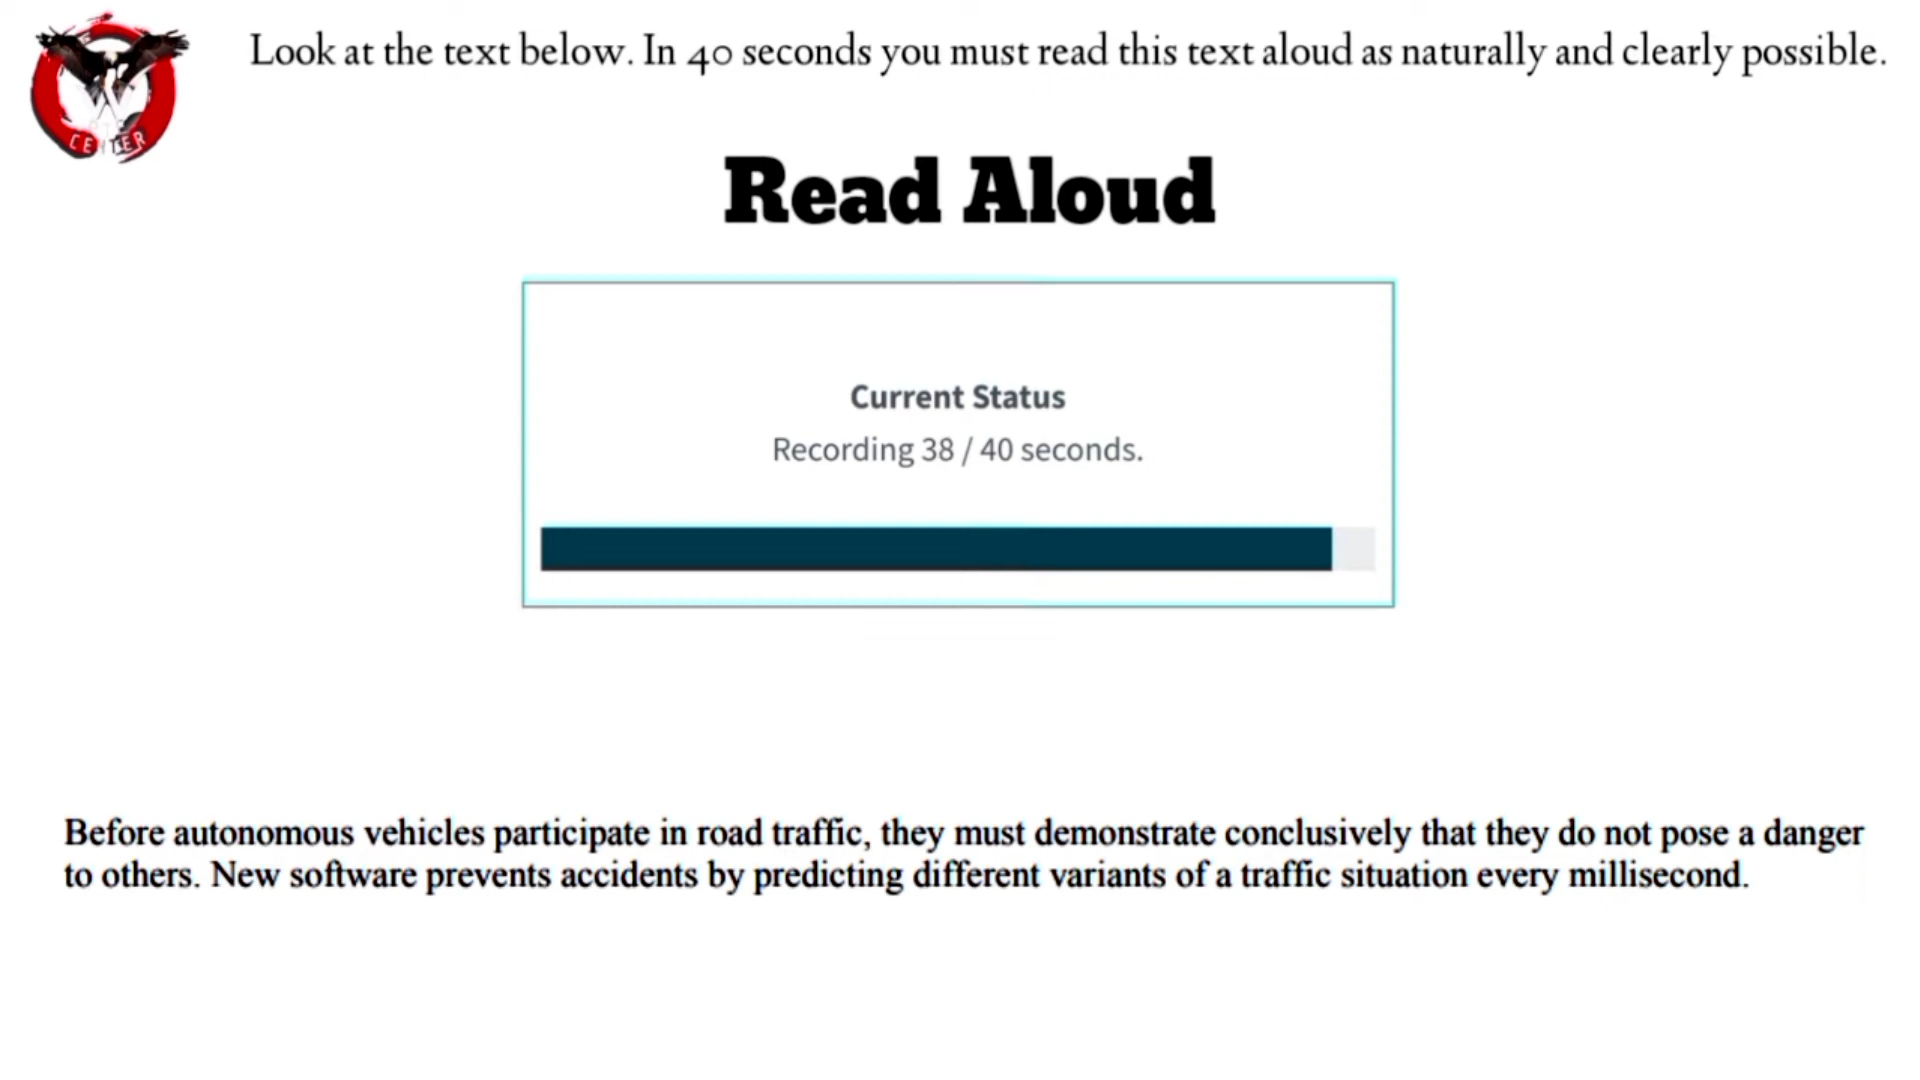 Look at the text below. In 40 seconds you must read this text aloud as naturally and clearly possible.
CENTER
Read Aloud
Current Status
Recording 38 / 40 seconds.
Before autonomous vehicles participate in road traffic, they must demonstrate conclusively that they do not pose a danger
to others. New software prevents accidents by predicting different variants of a traffic situation every millisecond.